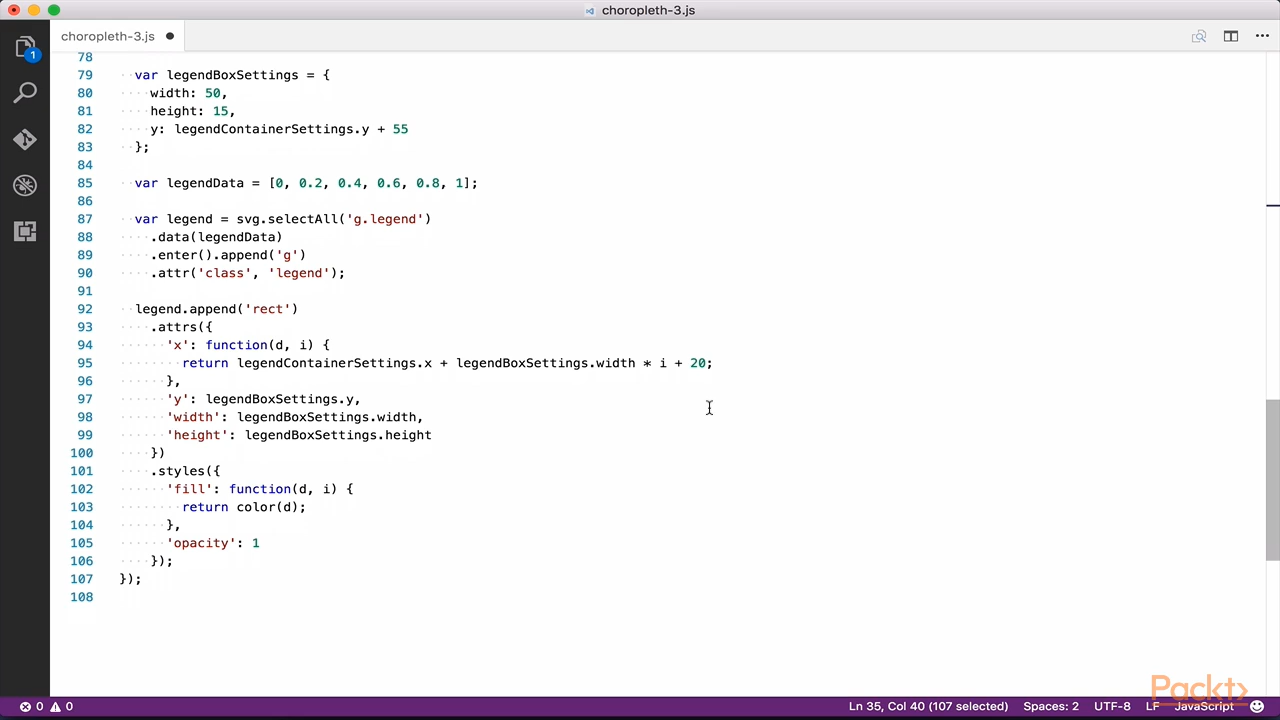 choropleth-3.js
choropleth-3.js
1
78
79 var legendBoxSettings = {
80 width: 50,
81 height: 15,
82 y: legendContainerSettings.y + 55
83 };
84
85 var legendData = [0, 0.2, 0.4, 0.6, 0.8, 1];
86
87 var legend = svg.selectAll('g.legend')
88 .data(legendData)
89 .enter().append('g')
90 .attr('class', 'legend');
91
92 legend.append('rect')
93 .attrs({
94 'x': function(d, i) {
95 return legendContainerSettings.x + legendBoxSettings.width * i + 20;
96 },
97 'y': legendBoxSettings.y,
98 'width': legendBoxSettings.width,
99 'height': legendBoxSettings.height
100 })
101 .styles({
102 'fill': function(d, i) {
103 return color(d);
104 },
105 'opacity': 1
106 });
107 });
108
Packt>
0 0 Ln 35, Col 40 (107 selected) Spaces: 2 UTF-8 LF JavaScript